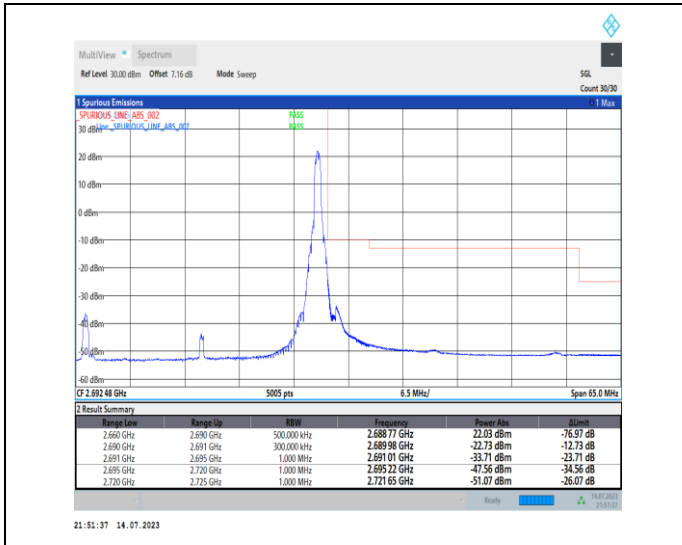 MultiView Spectrum
Ref Level 30.00 dBm Offset 7.16 dB Mode Sweep SGL
Count 30/30
1 Spurious Emissions 1 Max
_SPURIOUS_LINE_ABS_002 PASS
30 dBm Line _SPURIOUS_LINE_ABS_002 PASS
20 dBm
10 dBm
0 dBm
-10 dBm
-20 dBm
-30 dBm
-40 dBm
-50 dBm
-60 dBm
CF 2.692 48 GHz 5005 pts 6.5 MHz/ Span 65.0 MHz
2 Result Summary
Range Low Range Up RBW Frequency Power Abs ΔLimit
2.660 GHz 2.690 GHz 500.000 kHz 2.688 77 GHz 22.03 dBm -76.97 dB
2.690 GHz 2.691 GHz 300.000 kHz 2.689 98 GHz -22.73 dBm -12.73 dB
2.691 GHz 2.695 GHz 1.000 MHz 2.691 01 GHz -33.71 dBm -23.71 dB
2.695 GHz 2.720 GHz 1.000 MHz 2.695 22 GHz -47.56 dBm -34.56 dB
2.720 GHz 2.725 GHz 1.000 MHz 2.721 65 GHz -51.07 dBm -26.07 dB
Ready 14.07.2023
21:51:37
21:51:37 14.07.2023